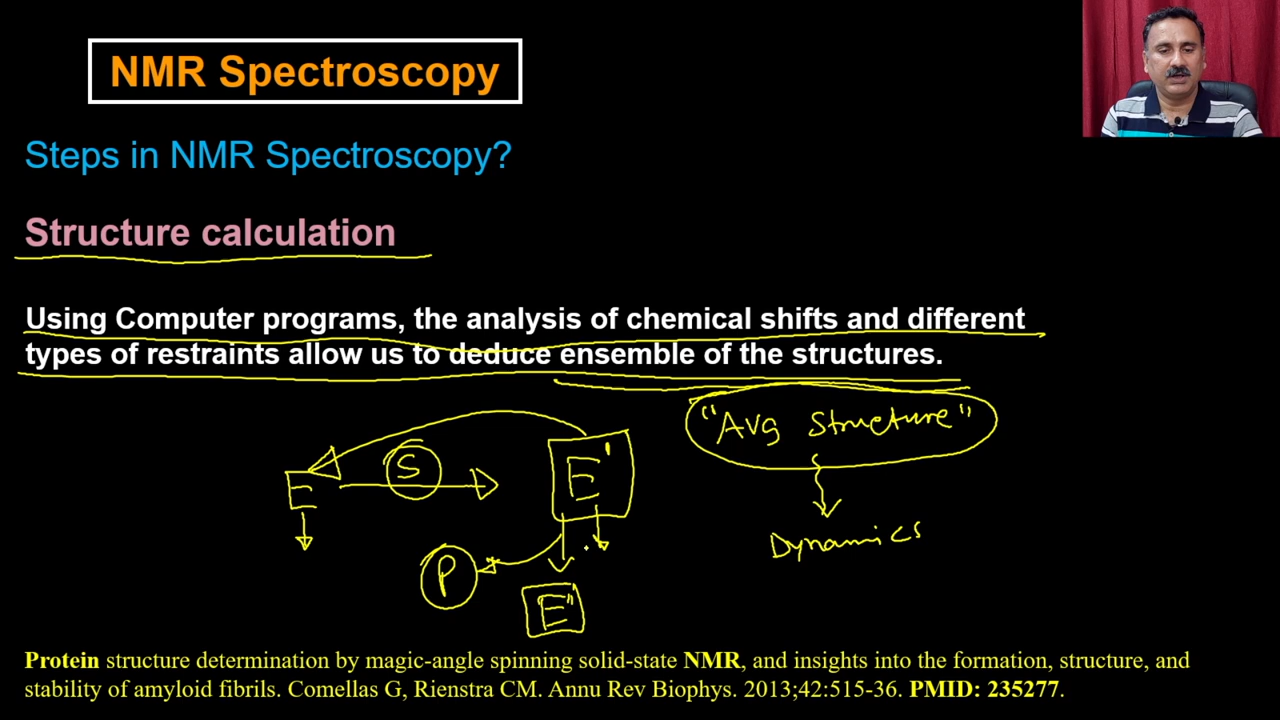 NMR Spectroscopy
Steps in NMR Spectroscopy?
Structure calculation
Using Computer programs, the analysis of chemical shifts and different
types of restraints allow us to deduce ensemble of the structures.
"Avg Structure"
E S E'
Dynamics
P
E"
Protein structure determination by magic-angle spinning solid-state NMR, and insights into the formation, structure, and
stability of amyloid fibrils. Comellas G, Rienstra CM. Annu Rev Biophys. 2013;42:515-36. PMID: 235277.